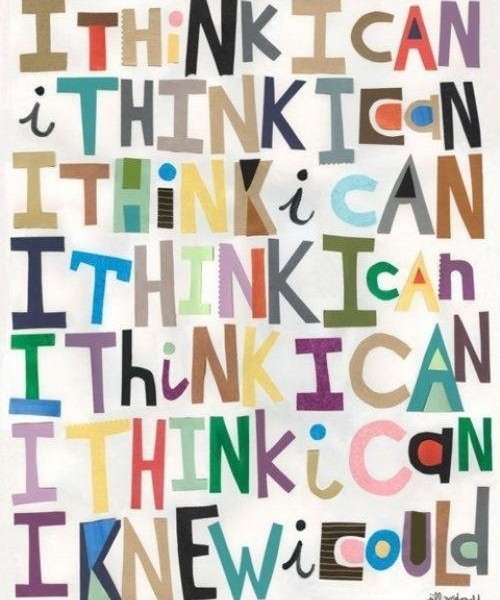 I THiNK I CAN
i THINK I caN
I THiNK i CAN
I THINK I cAn
I ThiNK I CAN
I THINK i CaN
I KNEW i coUld